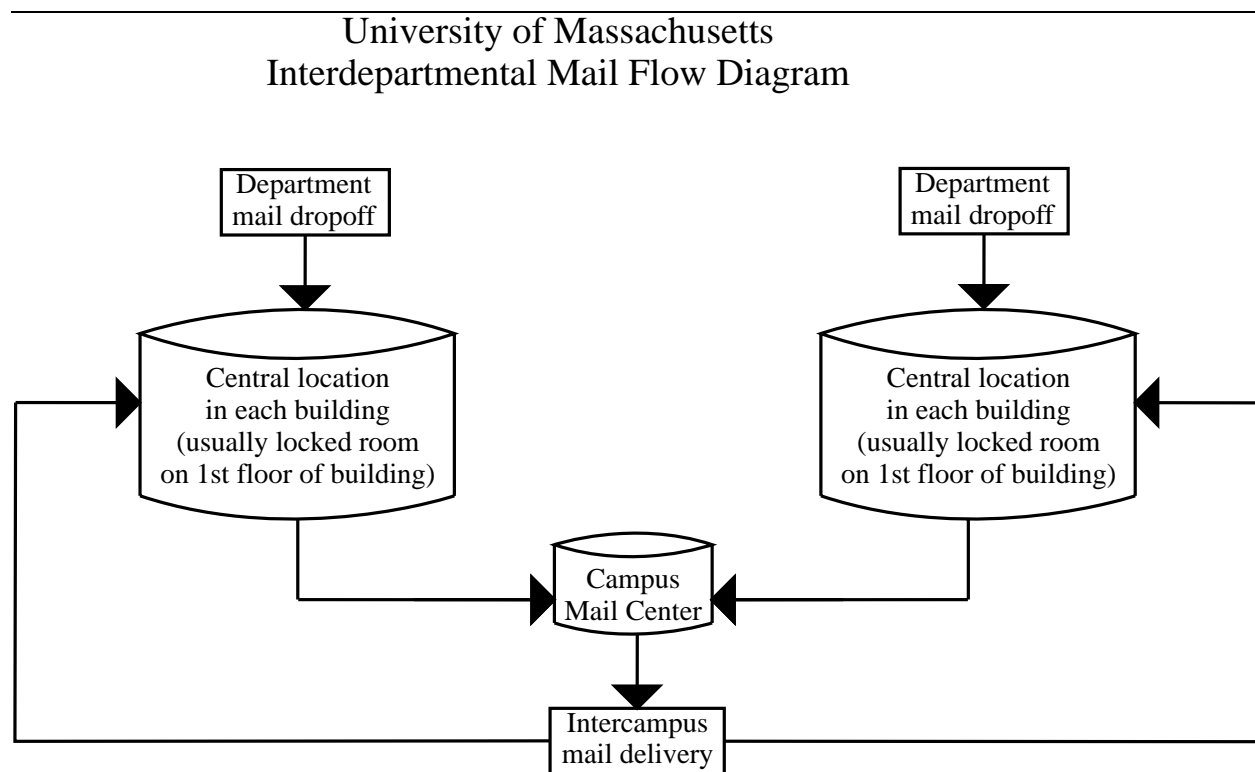 University of Massachusetts
Interdepartmental Mail Flow Diagram
Department
mail dropoff
Department
mail dropoff
Central location
in each building
(usually locked room
on 1st floor of building)
Central location
in each building
(usually locked room
on 1st floor of building)
Campus
Mail Center
Intercampus
mail delivery